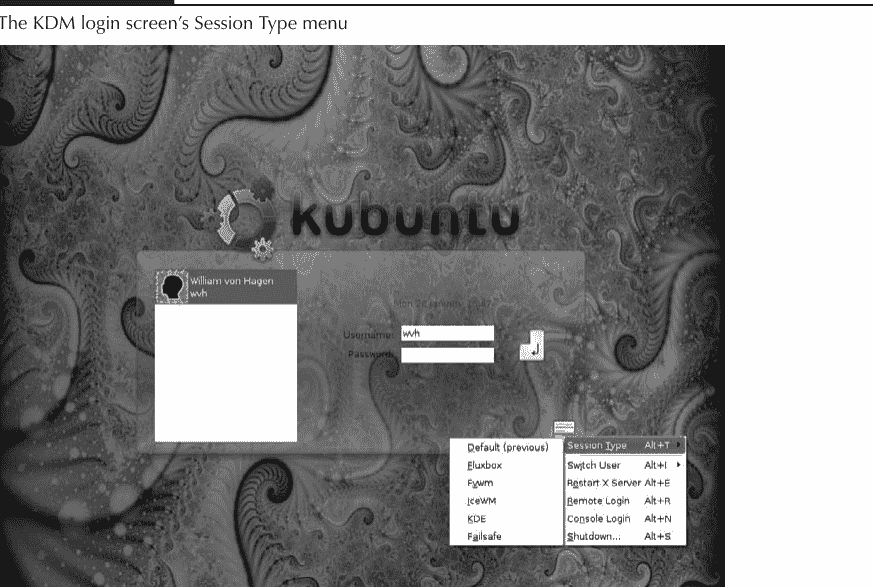 The KDM login screen's Session Type menu
kubuntu
William von Hagen
wvh
Username: wvh
Password:
Default (previous)
Fluxbox
Fvwm
IceWM
KDE
Failsafe
Session Type Alt+T
Switch User Alt+I
Restart X Server Alt+E
Remote Login Alt+R
Console Login Alt+N
Shutdown... Alt+S